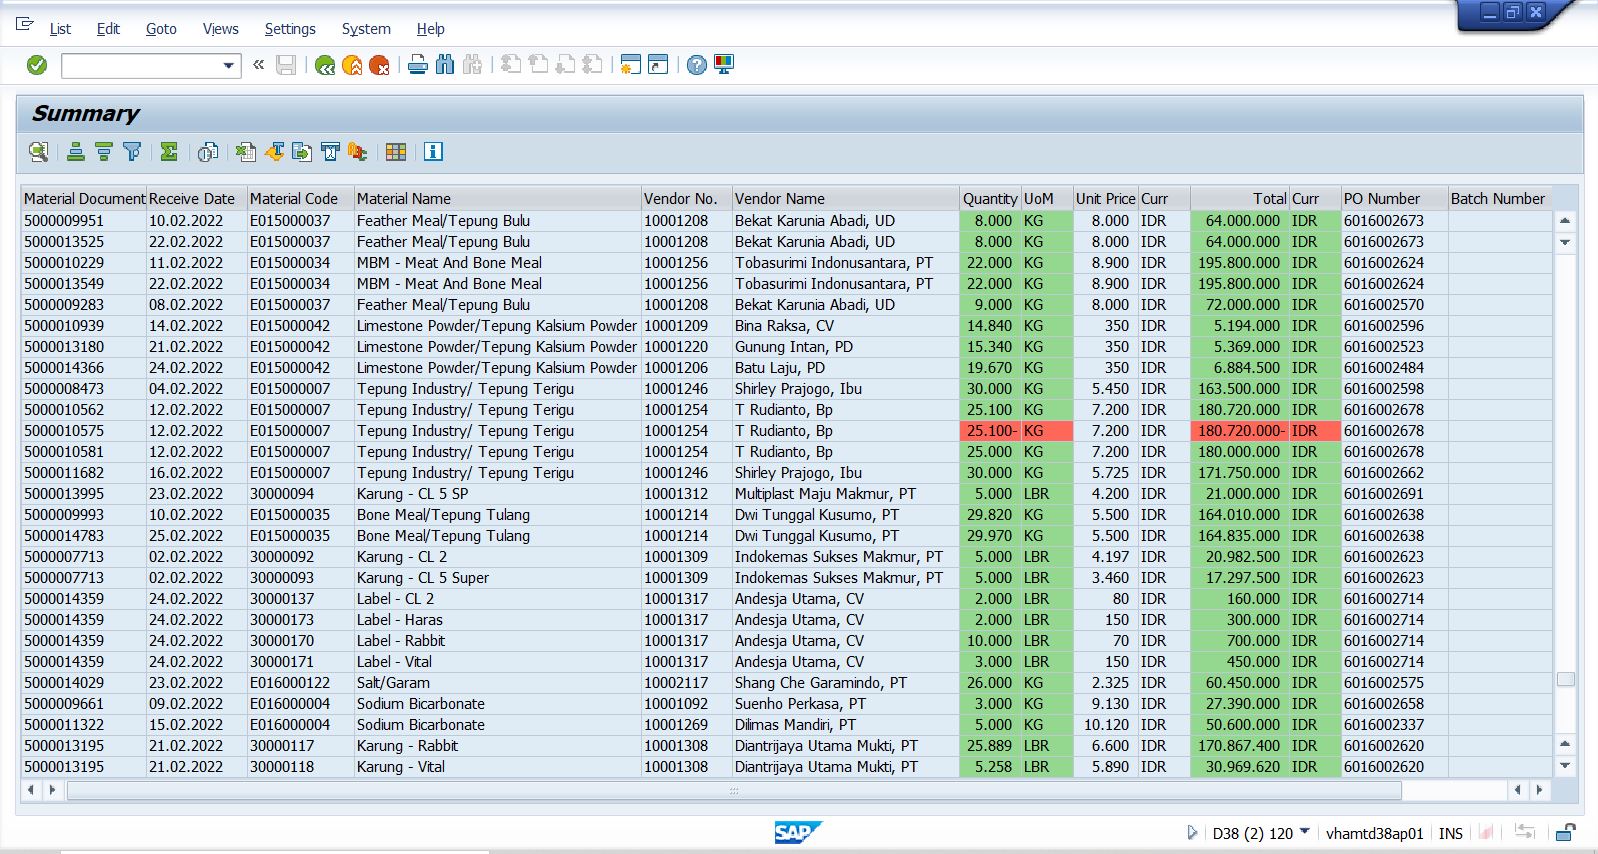 List Edit Goto Views Settings System Help
Summary
Material Document Receive Date Material Code Material Name Vendor No. Vendor Name Quantity UoM Unit Price Curr Total Curr PO Number Batch Number
5000009951 10.02.2022 E015000037 Feather Meal/Tepung Bulu 10001208 Bekat Karunia Abadi, UD 8.000 KG 8.000 IDR 64.000.000 IDR 6016002673
5000013525 22.02.2022 E015000037 Feather Meal/Tepung Bulu 10001208 Bekat Karunia Abadi, UD 8.000 KG 8.000 IDR 64.000.000 IDR 6016002673
5000010229 11.02.2022 E015000034 MBM - Meat And Bone Meal 10001256 Tobasurimi Indonusantara, PT 22.000 KG 8.900 IDR 195.800.000 IDR 6016002624
5000013549 22.02.2022 E015000034 MBM - Meat And Bone Meal 10001256 Tobasurimi Indonusantara, PT 22.000 KG 8.900 IDR 195.800.000 IDR 6016002624
5000009283 08.02.2022 E015000037 Feather Meal/Tepung Bulu 10001208 Bekat Karunia Abadi, UD 9.000 KG 8.000 IDR 72.000.000 IDR 6016002570
5000010939 14.02.2022 E015000042 Limestone Powder/Tepung Kalsium Powder 10001209 Bina Raksa, CV 14.840 KG 350 IDR 5.194.000 IDR 6016002596
5000013180 21.02.2022 E015000042 Limestone Powder/Tepung Kalsium Powder 10001220 Gunung Intan, PD 15.340 KG 350 IDR 5.369.000 IDR 6016002523
5000014366 24.02.2022 E015000042 Limestone Powder/Tepung Kalsium Powder 10001206 Batu Laju, PD 19.670 KG 350 IDR 6.884.500 IDR 6016002484
5000008473 04.02.2022 E015000007 Tepung Industry/ Tepung Terigu 10001246 Shirley Prajogo, Ibu 30.000 KG 5.450 IDR 163.500.000 IDR 6016002598
5000010562 12.02.2022 E015000007 Tepung Industry/ Tepung Terigu 10001254 T Rudianto, Bp 25.100 KG 7.200 IDR 180.720.000 IDR 6016002678
5000010575 12.02.2022 E015000007 Tepung Industry/ Tepung Terigu 10001254 T Rudianto, Bp 25.100- KG 7.200 IDR 180.720.000- IDR 6016002678
5000010581 12.02.2022 E015000007 Tepung Industry/ Tepung Terigu 10001254 T Rudianto, Bp 25.000 KG 7.200 IDR 180.000.000 IDR 6016002678
5000011682 16.02.2022 E015000007 Tepung Industry/ Tepung Terigu 10001246 Shirley Prajogo, Ibu 30.000 KG 5.725 IDR 171.750.000 IDR 6016002662
5000013995 23.02.2022 30000094 Karung - CL 5 SP 10001312 Multiplast Maju Makmur, PT 5.000 LBR 4.200 IDR 21.000.000 IDR 6016002691
5000009993 10.02.2022 E015000035 Bone Meal/Tepung Tulang 10001214 Dwi Tunggal Kusumo, PT 29.820 KG 5.500 IDR 164.010.000 IDR 6016002638
5000014783 25.02.2022 E015000035 Bone Meal/Tepung Tulang 10001214 Dwi Tunggal Kusumo, PT 29.970 KG 5.500 IDR 164.835.000 IDR 6016002638
5000007713 02.02.2022 30000092 Karung - CL 2 10001309 Indokemas Sukses Makmur, PT 5.000 LBR 4.197 IDR 20.982.500 IDR 6016002623
5000007713 02.02.2022 30000093 Karung - CL 5 Super 10001309 Indokemas Sukses Makmur, PT 5.000 LBR 3.460 IDR 17.297.500 IDR 6016002623
5000014359 24.02.2022 30000137 Label - CL 2 10001317 Andesja Utama, CV 2.000 LBR 80 IDR 160.000 IDR 6016002714
5000014359 24.02.2022 30000173 Label - Haras 10001317 Andesja Utama, CV 2.000 LBR 150 IDR 300.000 IDR 6016002714
5000014359 24.02.2022 30000170 Label - Rabbit 10001317 Andesja Utama, CV 10.000 LBR 70 IDR 700.000 IDR 6016002714
5000014359 24.02.2022 30000171 Label - Vital 10001317 Andesja Utama, CV 3.000 LBR 150 IDR 450.000 IDR 6016002714
5000014029 23.02.2022 E016000122 Salt/Garam 10002117 Shang Che Garamindo, PT 26.000 KG 2.325 IDR 60.450.000 IDR 6016002575
5000009661 09.02.2022 E016000004 Sodium Bicarbonate 10001092 Suenho Perkasa, PT 3.000 KG 9.130 IDR 27.390.000 IDR 6016002658
5000011322 15.02.2022 E016000004 Sodium Bicarbonate 10001269 Dilimas Mandiri, PT 5.000 KG 10.120 IDR 50.600.000 IDR 6016002337
5000013195 21.02.2022 30000117 Karung - Rabbit 10001308 Diantrijaya Utama Mukti, PT 25.889 LBR 6.600 IDR 170.867.400 IDR 6016002620
5000013195 21.02.2022 30000118 Karung - Vital 10001308 Diantrijaya Utama Mukti, PT 5.258 LBR 5.890 IDR 30.969.620 IDR 6016002620
SAP D38 (2) 120 vhamtd38ap01 INS